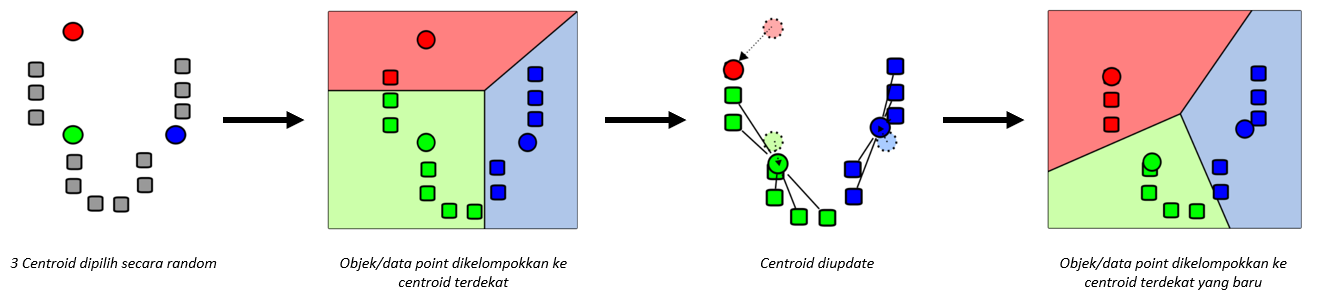 3 Centroid dipilih secara random
Objek/data point dikelompokkan ke
centroid terdekat
Centroid diupdate
Objek/data point dikelompokkan ke
centroid terdekat yang baru